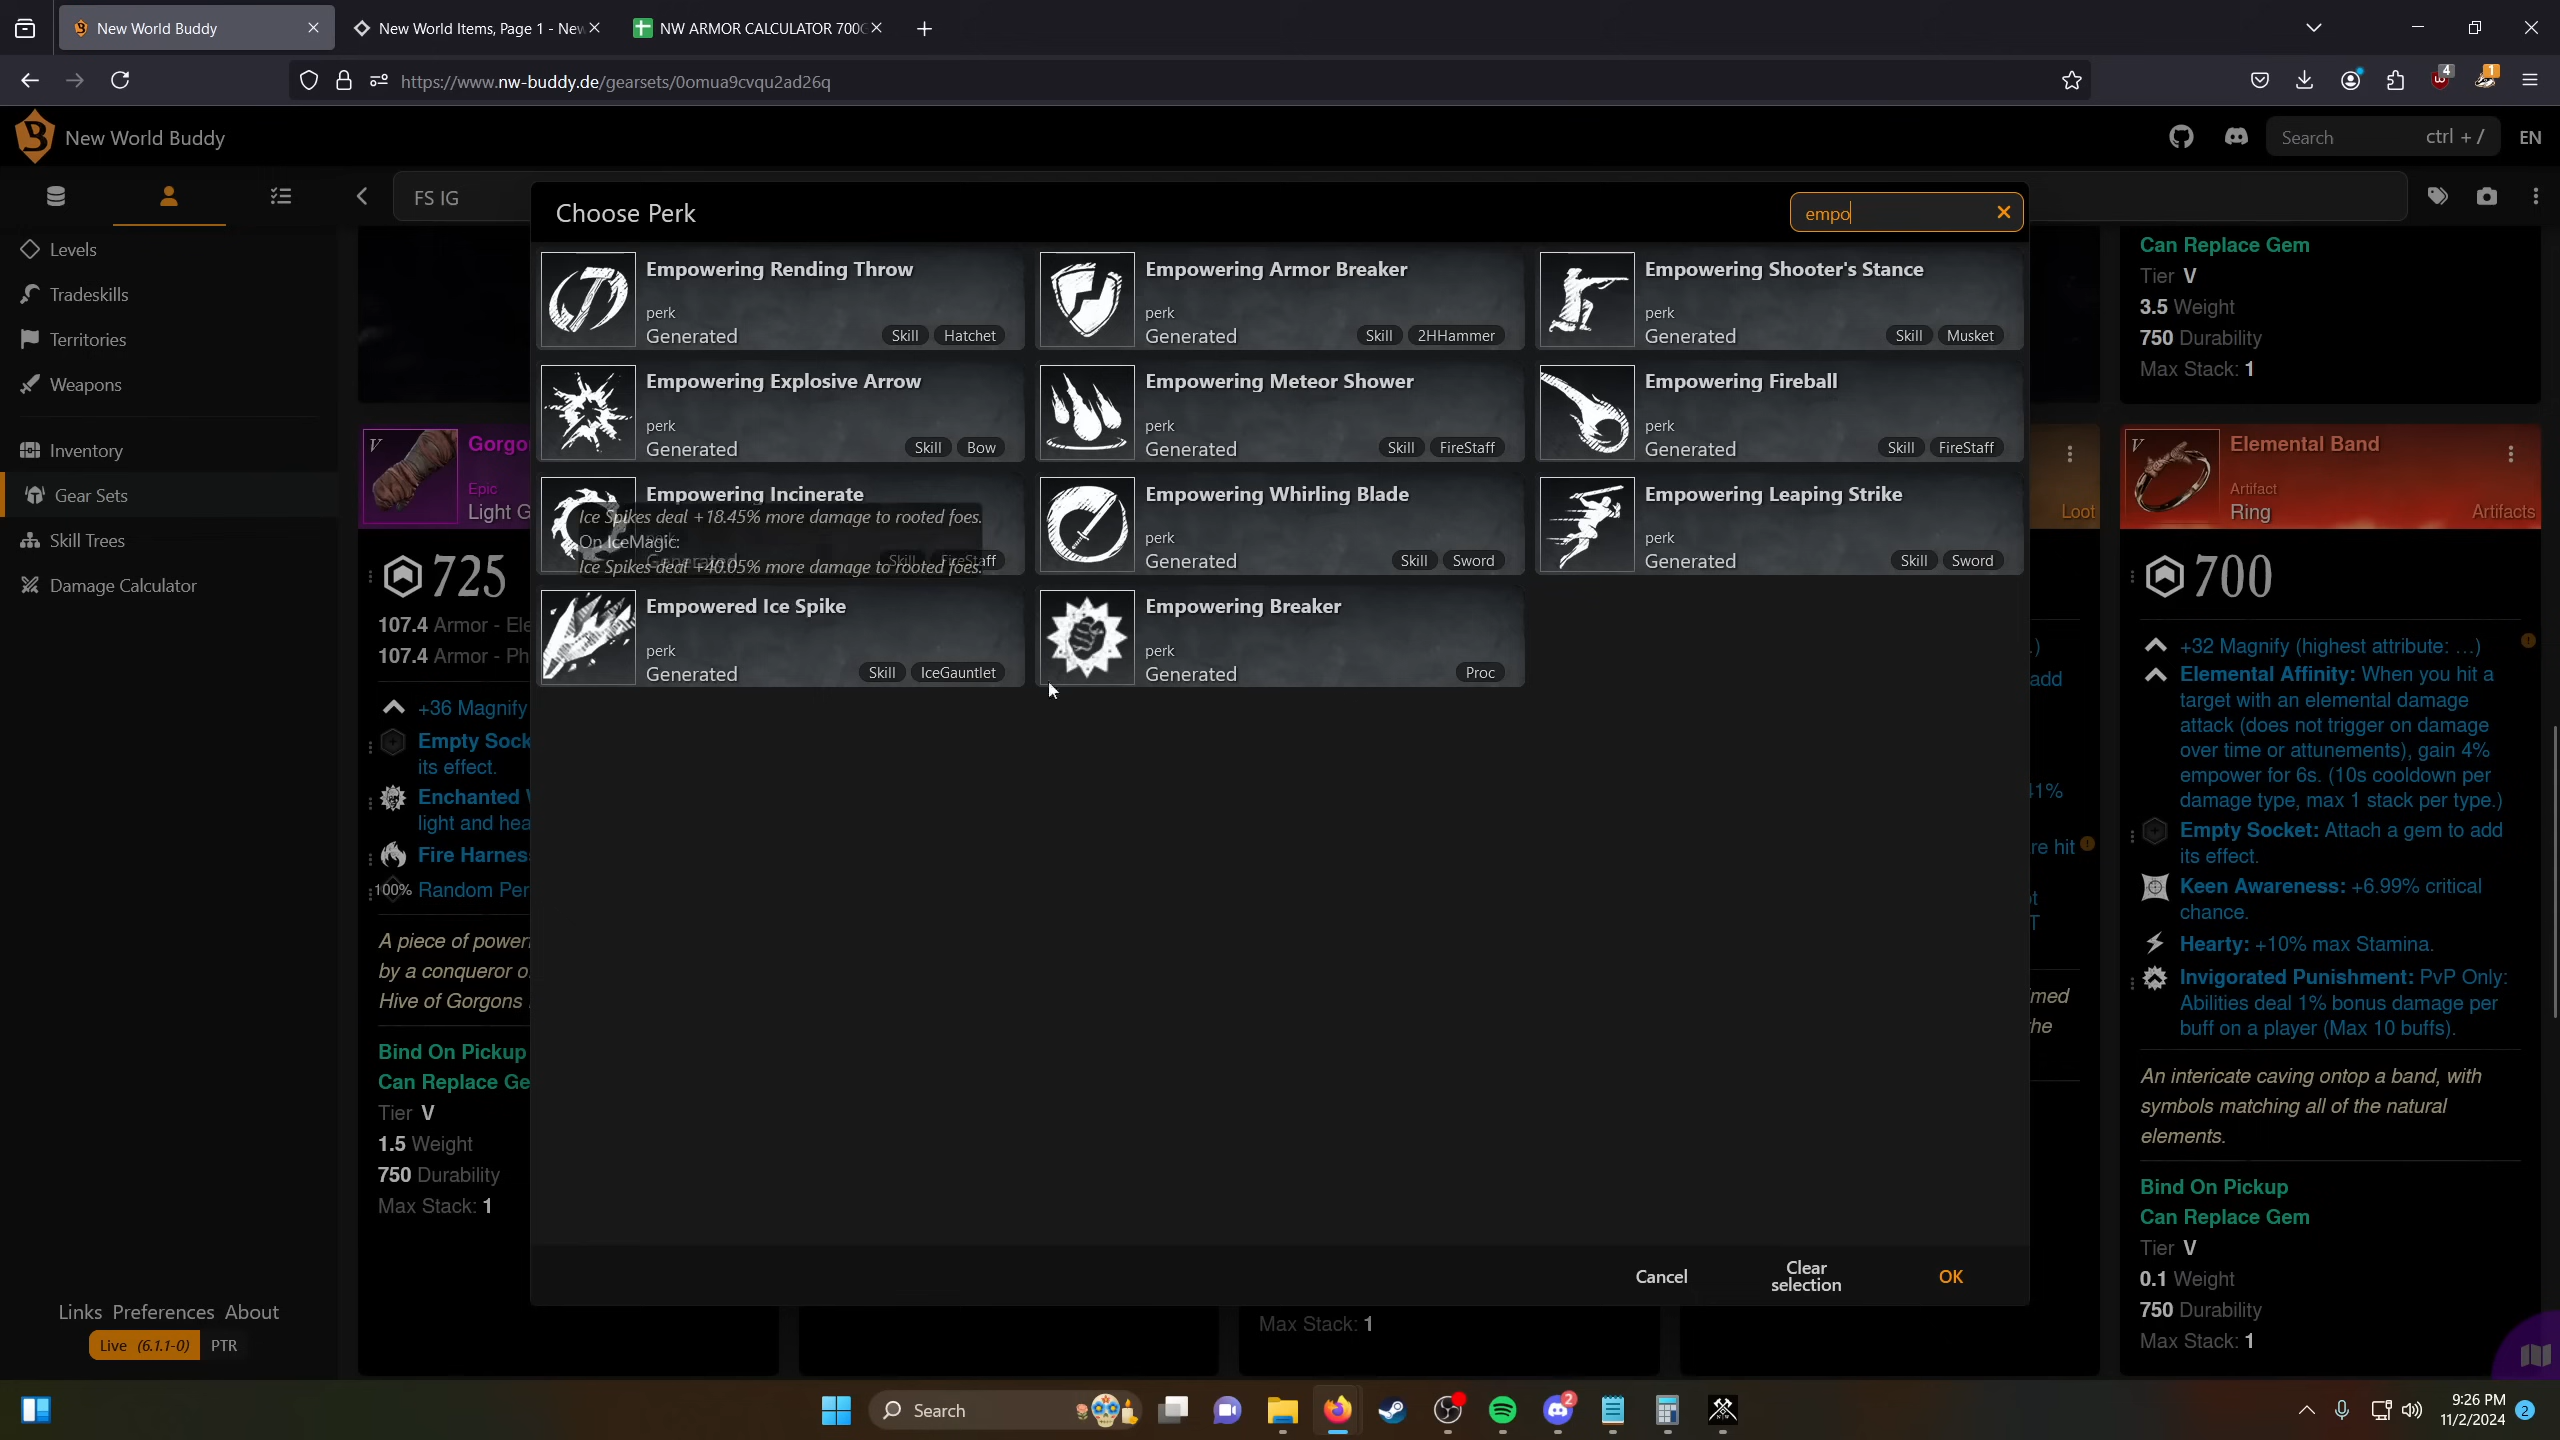 New World Buddy
New World Items, Page 1 - New
NW ARMOR CALCULATOR 700G
https://www.nw-buddy.de/gearsets/0omua9cvqu2ad26q
4
1
New World Buddy
Search
ctrl + /
EN
FS IG
Levels
Tradeskills
Territories
Weapons
Inventory
Gear Sets
Skill Trees
Damage Calculator
Links Preferences About
Live (6.1.1-0) PTR
Choose Perk
empo
Empowering Rending Throw
perk
Generated
Skill
Hatchet
Empowering Armor Breaker
perk
Generated
Skill
2HHammer
Empowering Shooter's Stance
perk
Generated
Skill
Musket
Empowering Explosive Arrow
perk
Generated
Skill
Bow
Empowering Meteor Shower
perk
Generated
Skill
FireStaff
Empowering Fireball
perk
Generated
Skill
FireStaff
Empowering Incinerate
perk
Generated
Skill
FireStaff
Ice Spikes deal +18.45% more damage to rooted foes.
On IceMagic:
Ice Spikes deal +40.05% more damage to rooted foes.
Empowering Whirling Blade
perk
Generated
Skill
Sword
Empowering Leaping Strike
perk
Generated
Skill
Sword
Empowered Ice Spike
perk
Generated
Skill
IceGauntlet
Empowering Breaker
perk
Generated
Proc
Cancel
Clear
selection
OK
V
Gorgo
Epic
Light G
725
107.4 Armor - Ele
107.4 Armor - Ph
+36 Magnify
Empty Sock
its effect.
Enchanted
light and hea
Fire Harnes
100% Random Per
A piece of power
by a conqueror o
Hive of Gorgons
Bind On Pickup
Can Replace Ge
Tier V
1.5 Weight
750 Durability
Max Stack: 1
Max Stack: 1
Loot
.)
add
41%
re hit
T
med
the
Can Replace Gem
Tier V
3.5 Weight
750 Durability
Max Stack: 1
V
Elemental Band
Artifact
Ring
Artifacts
700
+32 Magnify (highest attribute: ...)
Elemental Affinity: When you hit a
target with an elemental damage
attack (does not trigger on damage
over time or attunements), gain 4%
empower for 6s. (10s cooldown per
damage type, max 1 stack per type.)
Empty Socket: Attach a gem to add
its effect.
Keen Awareness: +6.99% critical
chance.
Hearty: +10% max Stamina.
Invigorated Punishment: PvP Only:
Abilities deal 1% bonus damage per
buff on a player (Max 10 buffs).
An intericate caving ontop a band, with
symbols matching all of the natural
elements.
Bind On Pickup
Can Replace Gem
Tier V
0.1 Weight
750 Durability
Max Stack: 1
Search
2
9:26 PM
11/2/2024
2